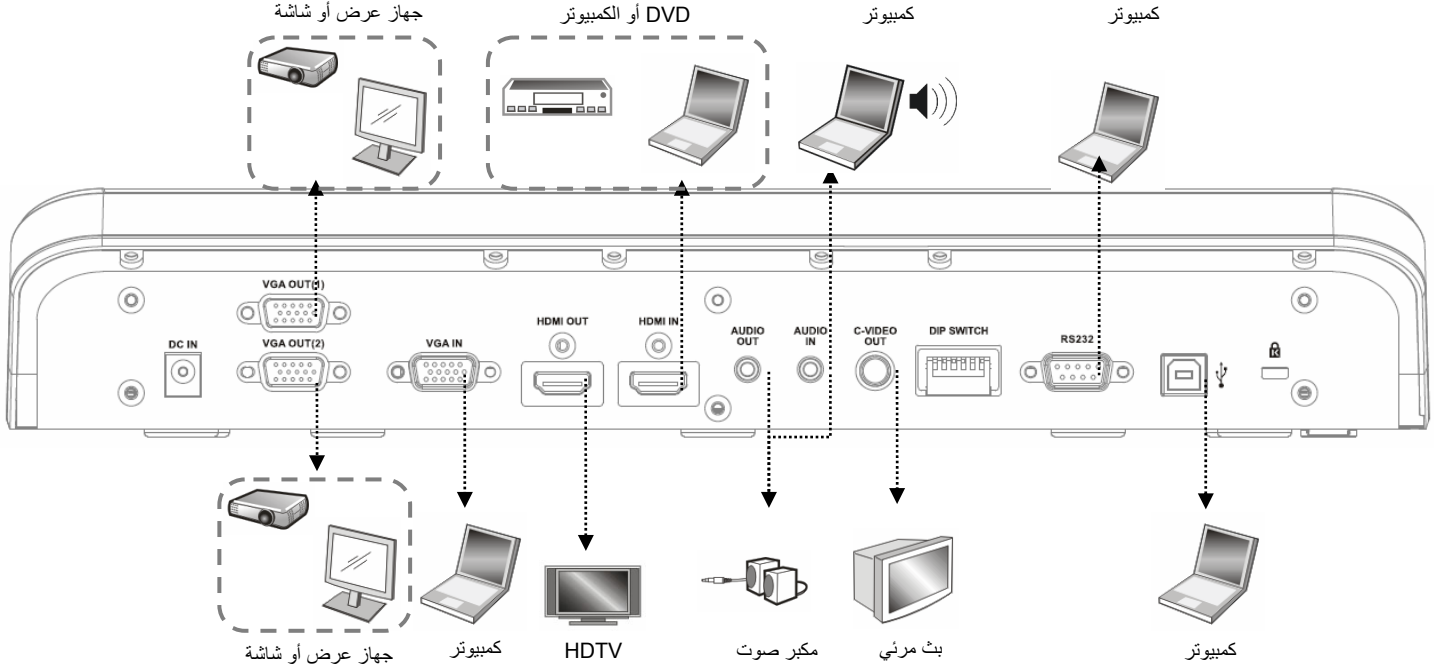 جهاز عرض أو شاشة
DVD أو الكمبيوتر
كمبيوتر
كمبيوتر
VGA OUT(1)
DC IN
VGA OUT(2)
VGA IN
HDMI OUT
HDMI IN
AUDIO
OUT
AUDIO
IN
C-VIDEO
OUT
DIP SWITCH
RS232
K
جهاز عرض أو شاشة
كمبيوتر
HDTV
مكبر صوت
بث مرئي
كمبيوتر